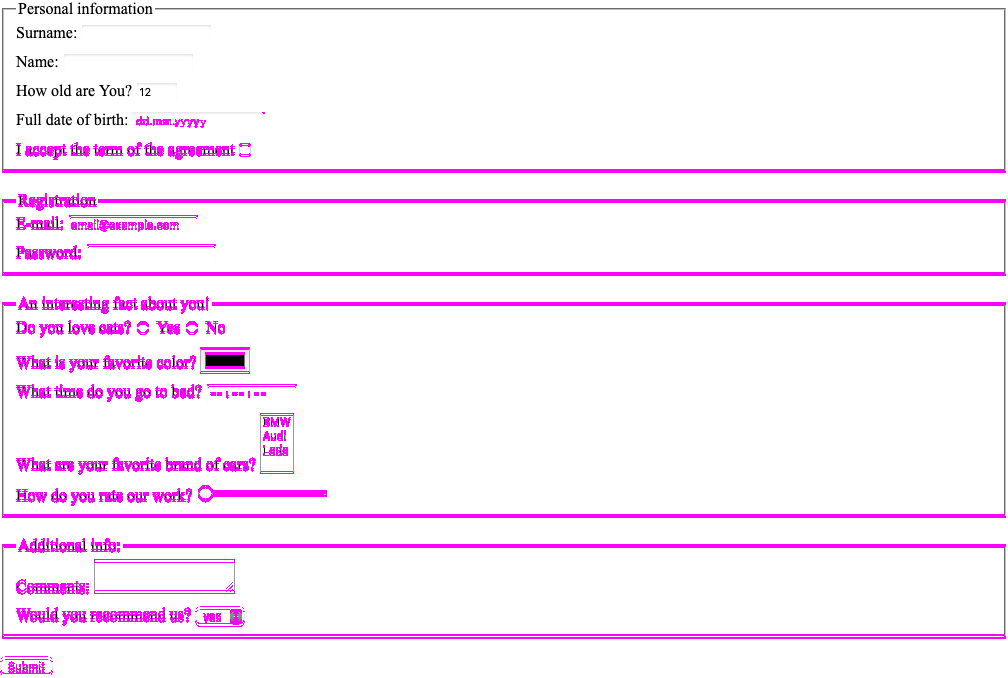 Personal information
Surname:
Name:
How old are You? 12
Full date of birth: dd.mm.yyyy
I accept the term of the agreement
Registration
E-mail: email@example.com
Password:
An interesting fact about you!
Do you love cats? Yes No
What is your favorite color?
What time do you go to bed? --:--:--
BMW
Audi
Lada
What are your favorite brand of cars?
How do you rate our work?
Additional info:
Comments:
Would you recommend us? yes
Submit